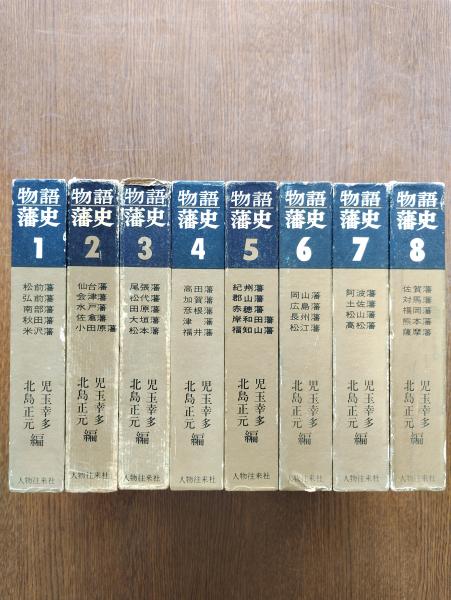 物語
藩史
1
松前藩
弘前藩
南部藩
秋田藩
米沢藩
児玉幸多
北島正元 編
人物往来社
物語
藩史
2
仙台藩
会津藩
水戸藩
佐倉藩
小田原藩
児玉幸多
北島正元 編
人物往来社
物語
藩史
3
尾張藩
松代藩
田原藩
大垣藩
松本藩
児玉幸多
北島正元 編
人物往来社
物語
藩史
4
高田藩
加賀藩
彦根藩
津藩
福井藩
児玉幸多
北島正元 編
人物往来社
物語
藩史
5
紀州藩
郡山藩
赤穂藩
岸和田藩
福知山藩
児玉幸多
北島正元 編
人物往来社
物語
藩史
6
岡山藩
広島藩
長州藩
松江藩
児玉幸多
北島正元 編
人物往来社
物語
藩史
7
阿波藩
土佐藩
松山藩
高松藩
児玉幸多
北島正元 編
人物往来社
物語
藩史
8
佐賀藩
対馬藩
福岡藩
熊本藩
薩摩藩
児玉幸多
北島正元 編
人物往来社